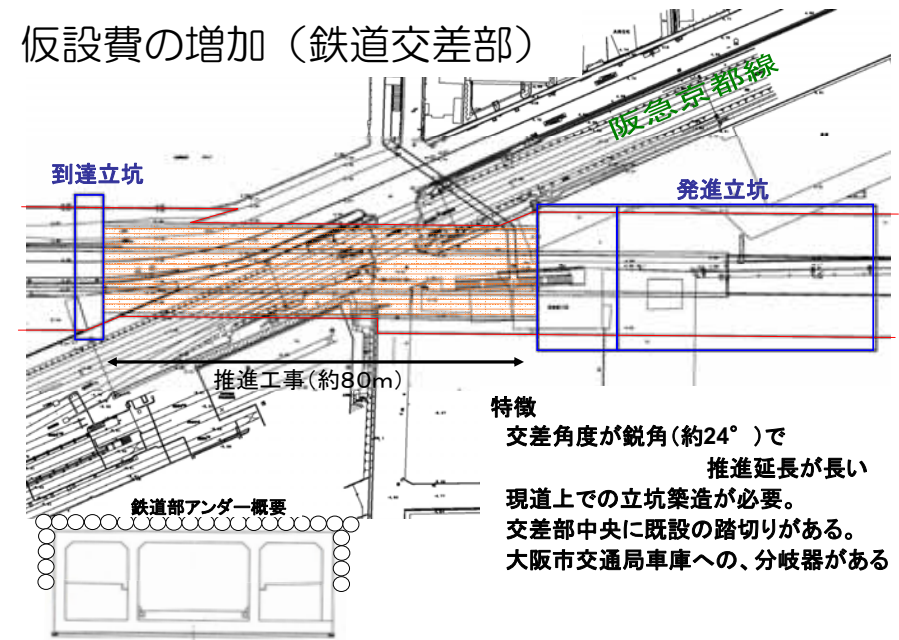 仮設費の増加（鉄道交差部）
阪急京都線
到達立坑
発進立坑
推進工事(約80m)
特徴
交差角度が鋭角(約24°)で
推進延長が長い
現道上での立坑築造が必要。
交差部中央に既設の踏切りがある。
大阪市交通局車庫への、分岐器がある
鉄道部アンダー概要